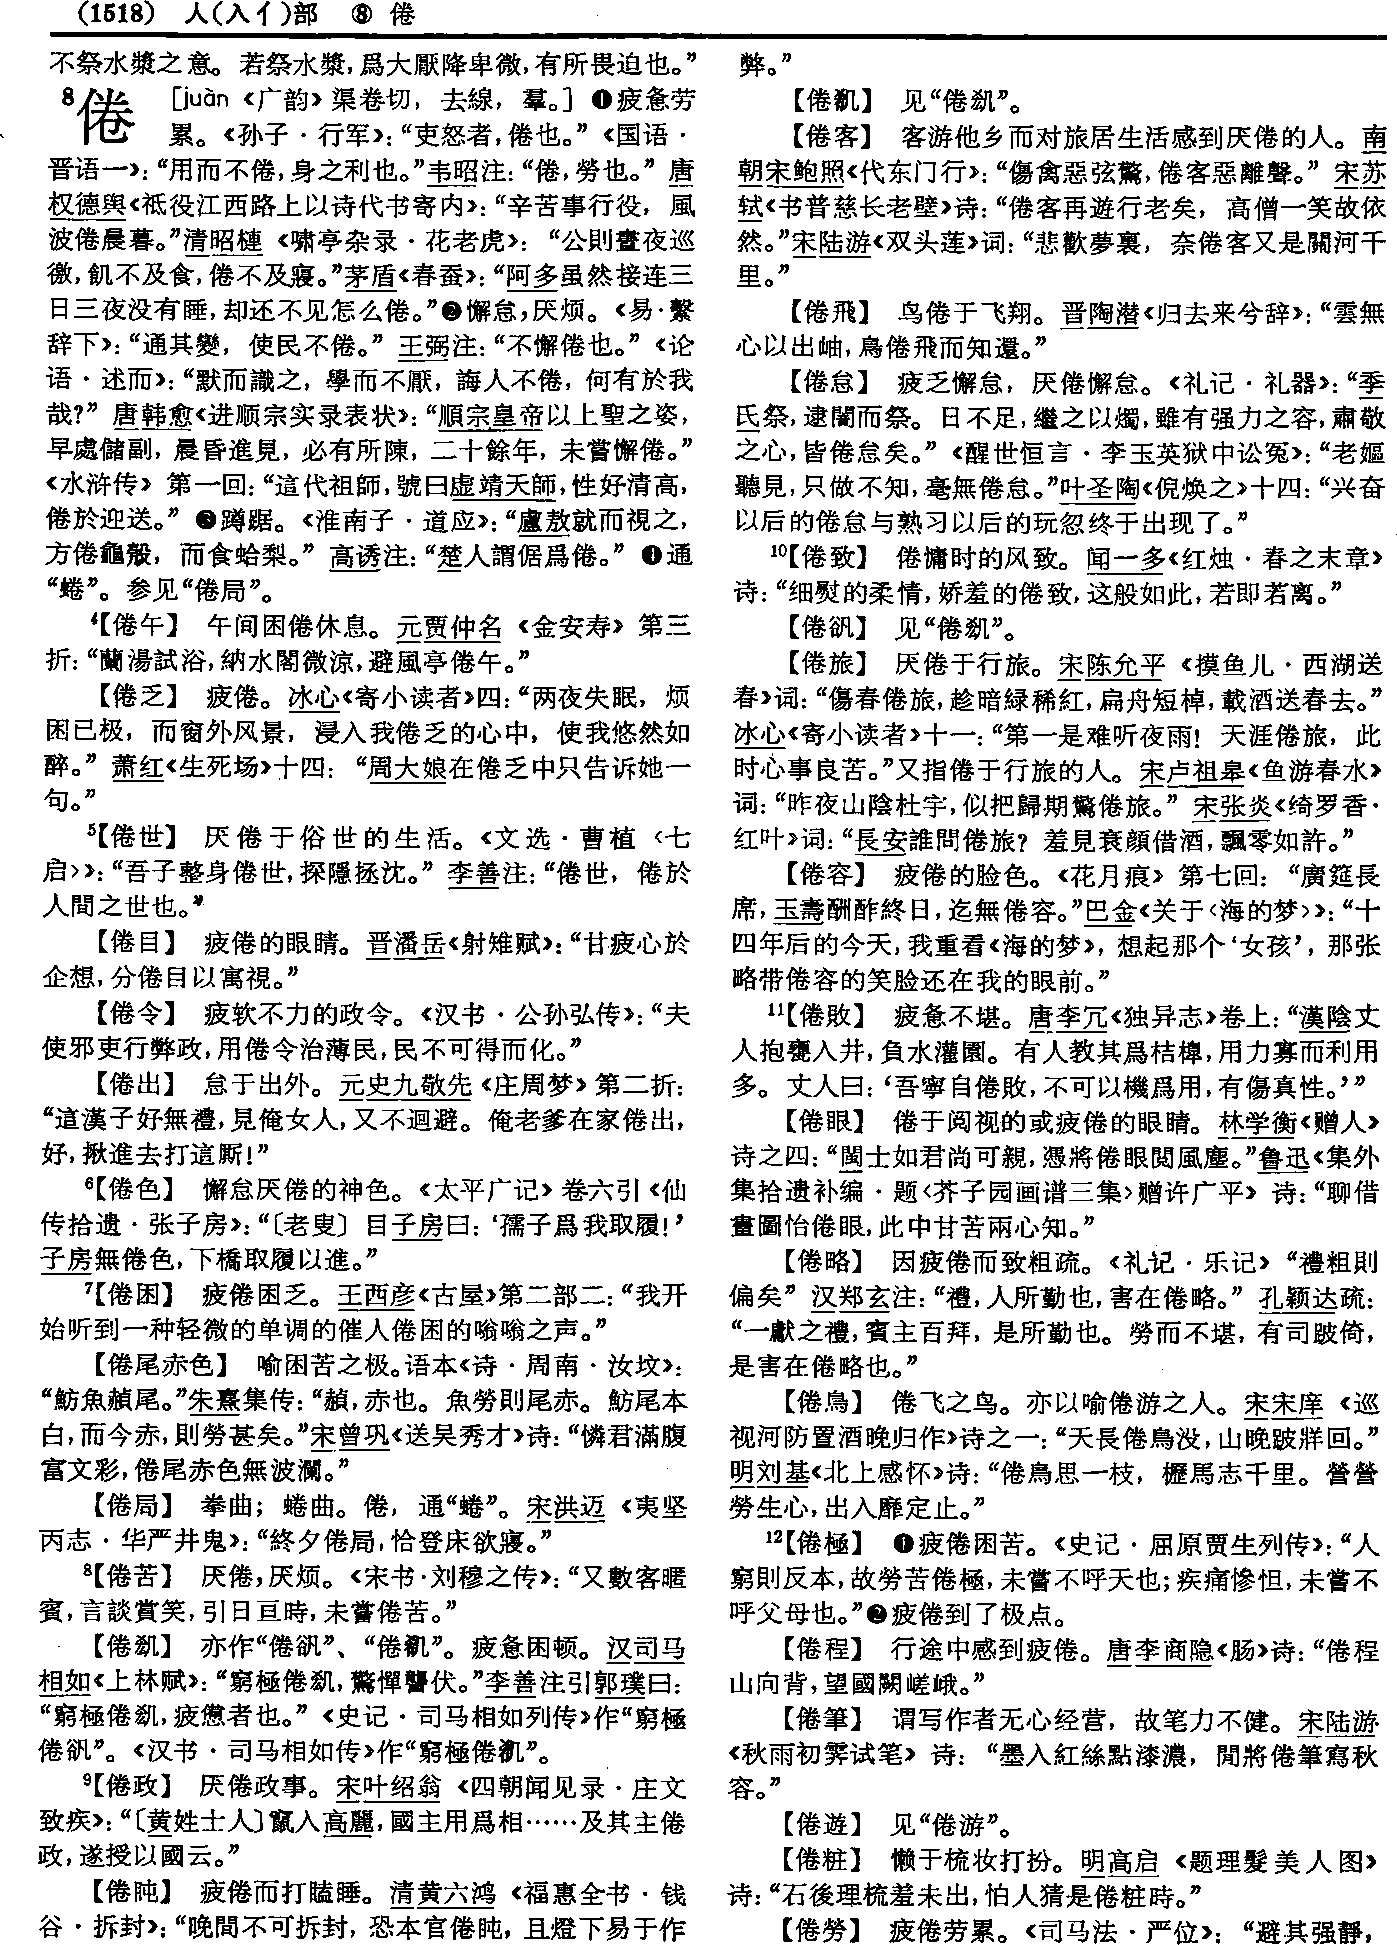 (1518) 人(入亻)部 ⑧ 倦
不祭水漿之意。若祭水漿，爲大厭降卑微，有所畏迫也。”
8倦 [juàn《广韵》渠卷切，去線，羣。]❶疲惫劳
累。《孙子·行军》：“吏怒者，倦也。”《国语·
晋语一》：“用而不倦，身之利也。”韦昭注：“倦，勞也。”唐
权德舆《祗役江西路上以诗代书寄内》：“辛苦事行役，風
波倦晨暮。”清昭槤《啸亭杂录·花老虎》：“公則晝夜巡
徼，飢不及食，倦不及寢。”茅盾《春蚕》：“阿多虽然接连三
日三夜没有睡，却还不见怎么倦。”❷懈怠，厌烦。《易·繫
辞下》：“通其變，使民不倦。”王弼注：“不懈倦也。”《论
语·述而》：“默而識之，學而不厭，誨人不倦，何有於我
哉？”唐韩愈《进顺宗实录表状》：“順宗皇帝以上聖之姿，
早處儲副，晨昏進見，必有所陳，二十餘年，未嘗懈倦。”
《水浒传》第一回：“這代祖師，號曰虚靖天師，性好清高，
倦於迎送。”❸蹲踞。《淮南子·道应》：“盧敖就而視之，
方倦龜殼，而食蛤梨。”高诱注：“楚人謂倨爲倦。”❹通
“蜷”。参见“倦局”。
4【倦午】 午间困倦休息。元贾仲名《金安寿》第三
折：“蘭湯試浴，納水閣微涼，避風亭倦午。”
【倦乏】 疲倦。冰心《寄小读者》四：“两夜失眠，烦
困已极，而窗外风景，浸入我倦乏的心中，使我悠然如
醉。”萧红《生死场》十四：“周大娘在倦乏中只告诉她一
句。”
5【倦世】 厌倦于俗世的生活。《文选·曹植〈七
启〉》：“吾子整身倦世，探隱拯沈。”李善注：“倦世，倦於
人間之世也。”
【倦目】 疲倦的眼睛。晋潘岳《射雉赋》：“甘疲心於
企想，分倦目以寓視。”
【倦令】 疲软不力的政令。《汉书·公孙弘传》：“夫
使邪吏行弊政，用倦令治薄民，民不可得而化。”
【倦出】 怠于出外。元史九敬先《庄周梦》第二折：
“這漢子好無禮，見俺女人，又不迴避。俺老爹在家倦出，
好，揪進去打這厮！”
6【倦色】 懈怠厌倦的神色。《太平广记》卷六引《仙
传拾遗·张子房》：“〔老叟〕目子房曰：‘孺子爲我取履！’
子房無倦色，下橋取履以進。”
7【倦困】 疲倦困乏。王西彦《古屋》第二部二：“我开
始听到一种轻微的单调的催人倦困的嗡嗡之声。”
【倦尾赤色】 喻困苦之极。语本《诗·周南·汝坟》：
“魴魚赬尾。”朱熹集传：“赬，赤也。魚勞則尾赤。魴尾本
白，而今赤，則勞甚矣。”宋曾巩《送吴秀才》诗：“憐君滿腹
富文彩，倦尾赤色無波瀾。”
【倦局】 拳曲；蜷曲。倦，通“蜷”。宋洪迈《夷坚
丙志·华严井鬼》：“終夕倦局，恰登床欲寢。”
8【倦苦】 厌倦，厌烦。《宋书·刘穆之传》：“又數客暱
賓，言談賞笑，引日亘時，未嘗倦苦。”
【倦㔸】 亦作“倦𧮬”、“倦”。疲惫困顿。汉司马
相如《上林赋》：“窮極倦㔸，驚憚讋伏。”李善注引郭璞曰：
“窮極倦㔸，疲憊者也。”《史记·司马相如列传》作“窮極
倦𧮬”。《汉书·司马相如传》作“窮極倦”。
9【倦政】 厌倦政事。宋叶绍翁《四朝闻见录·庄文
致疾》：“〔黄姓士人〕竄入高麗，國主用爲相……及其主倦
政，遂授以國云。”
【倦盹】 疲倦而打瞌睡。清黄六鸿《福惠全书·钱
谷·拆封》：“晚間不可拆封，恐本官倦盹，且燈下易于作
弊。”
【倦】 见“倦㔸”。
【倦客】 客游他乡而对旅居生活感到厌倦的人。南
朝宋鲍照《代东门行》：“傷禽惡弦驚，倦客惡離聲。”宋苏
轼《书普慈长老壁》诗：“倦客再遊行老矣，高僧一笑故依
然。”宋陆游《双头莲》词：“悲歡夢裏，奈倦客又是關河千
里。”
【倦飛】 鸟倦于飞翔。晋陶潜《归去来兮辞》：“雲無
心以出岫，鳥倦飛而知還。”
【倦怠】 疲乏懈怠，厌倦懈怠。《礼记·礼器》：“季
氏祭，逮闇而祭。日不足，繼之以燭，雖有强力之容，肅敬
之心，皆倦怠矣。”《醒世恒言·李玉英狱中讼冤》：“老嫗
聽見，只做不知，毫無倦怠。”叶圣陶《倪焕之》十四：“兴奋
以后的倦怠与熟习以后的玩忽终于出现了。”
10【倦致】 倦慵时的风致。闻一多《红烛·春之末章》
诗：“细熨的柔情，娇羞的倦致，这般如此，若即若离。”
【倦𧮬】 见“倦㔸”。
【倦旅】 厌倦于行旅。宋陈允平《摸鱼儿·西湖送
春》词：“傷春倦旅，趁暗緑稀紅，扁舟短棹，載酒送春去。”
冰心《寄小读者》十一：“第一是难听夜雨！天涯倦旅，此
时心事良苦。”又指倦于行旅的人。宋卢祖皋《鱼游春水》
词：“昨夜山陰杜宇，似把歸期驚倦旅。”宋张炎《绮罗香·
红叶》词：“長安誰問倦旅？羞見衰顔借酒，飄零如許。”
【倦容】 疲倦的脸色。《花月痕》第七回：“廣筵長
席，玉壽酬酢終日，迄無倦容。”巴金《关于〈海的梦〉》：“十
四年后的今天，我重看《海的梦》，想起那个‘女孩’，那张
略带倦容的笑脸还在我的眼前。”
11【倦敗】 疲惫不堪。唐李冗《独异志》卷上：“漢陰丈
人抱甕入井，負水灌園。有人教其爲桔橰，用力寡而利用
多。丈人曰：‘吾寧自倦敗，不可以機爲用，有傷真性。’”
【倦眼】 倦于阅视的或疲倦的眼睛。林学衡《赠人》
诗之四：“閩士如君尚可親，憑將倦眼閲風塵。”鲁迅《集外
集拾遗补编·题〈芥子园画谱三集〉赠许广平》诗：“聊借
畫圖怡倦眼，此中甘苦兩心知。”
【倦略】 因疲倦而致粗疏。《礼记·乐记》“禮粗則
偏矣”汉郑玄注：“禮，人所勤也，害在倦略。”孔颖达疏：
“一獻之禮，賓主百拜，是所勤也。勞而不堪，有司跛倚，
是害在倦略也。”
【倦鳥】 倦飞之鸟。亦以喻倦游之人。宋宋庠《巡
视河防置酒晚归作》诗之一：“天長倦鳥没，山晚跛牂回。”
明刘基《北上感怀》诗：“倦鳥思一枝，櫪馬志千里。營營
勞生心，出入靡定止。”
12【倦極】 ❶疲倦困苦。《史记·屈原贾生列传》：“人
窮則反本，故勞苦倦極，未嘗不呼天也；疾痛慘怛，未嘗不
呼父母也。”❷疲倦到了极点。
【倦程】 行途中感到疲倦。唐李商隐《肠》诗：“倦程
山向背，望國闕嵯峨。”
【倦筆】 谓写作者无心经营，故笔力不健。宋陆游
《秋雨初霁试笔》诗：“墨入紅絲點漆濃，閒將倦筆寫秋
容。”
【倦遊】 见“倦游”。
【倦粧】 懒于梳妆打扮。明高启《题理髮美人图》
诗：“石後理梳羞未出，怕人猜是倦粧時。”
【倦勞】 疲倦劳累。《司马法·严位》：“避其强靜，